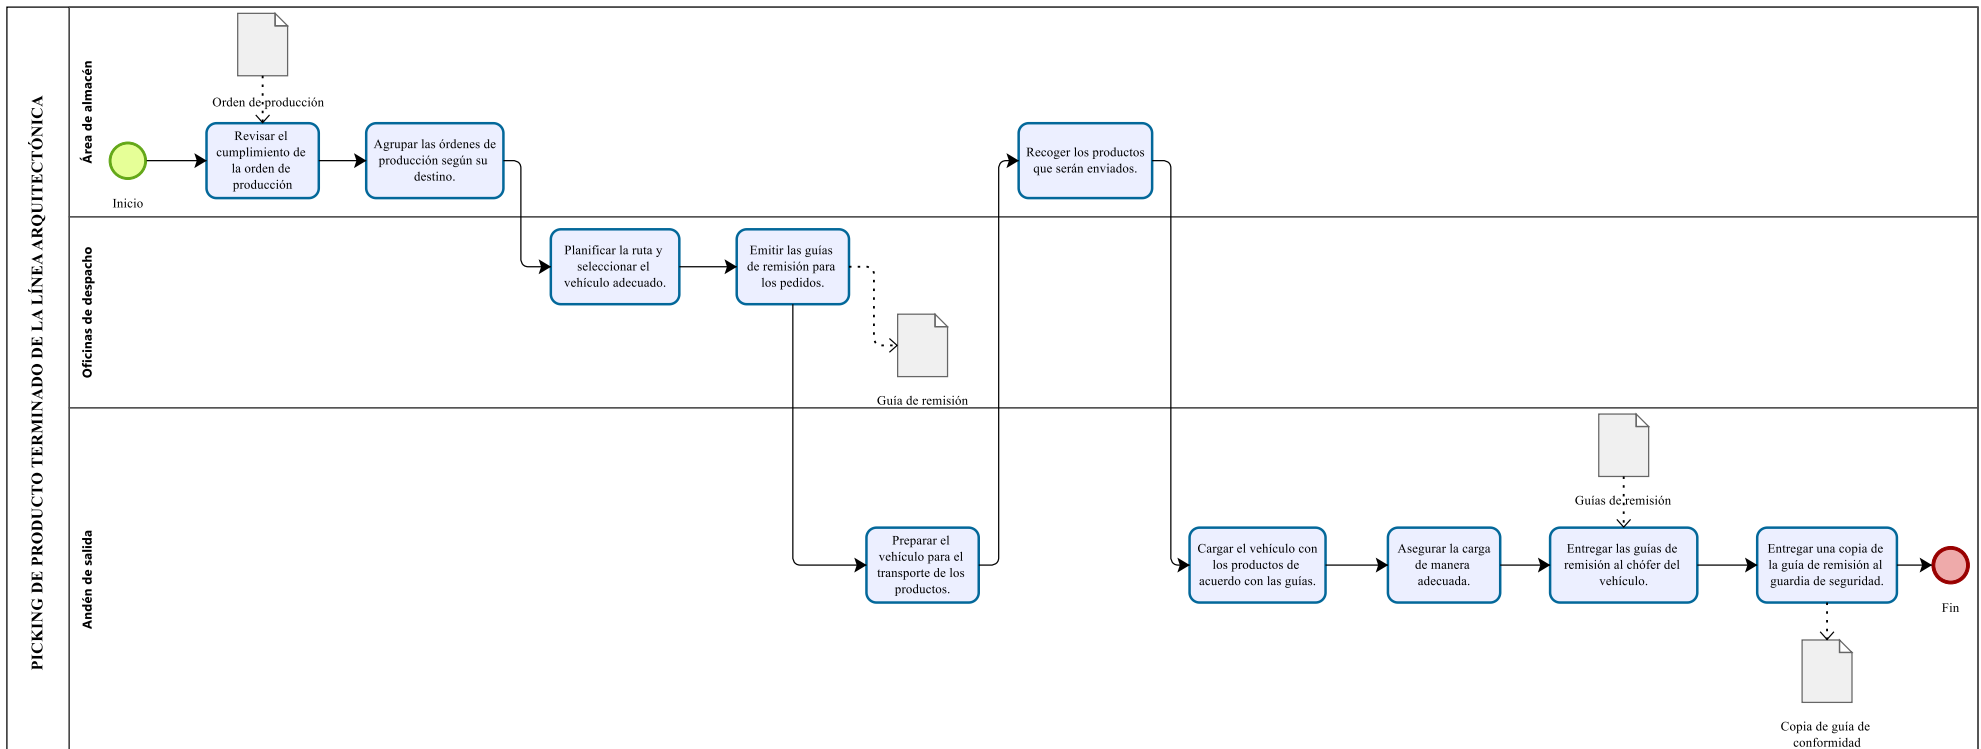 PICKING DE PRODUCTO TERMINADO DE LA LÍNEA ARQUITECTÓNICA
Área de almacén
Orden de producción
Inicio
Revisar el
cumplimiento de
la orden de
producción
Agrupar las órdenes de
producción según su
destino.
Recoger los productos
que serán enviados.
Oficinas de despacho
Planificar la ruta y
seleccionar el
vehículo adecuado.
Emitir las guías
de remisión para
los pedidos.
Guía de remisión
Andén de salida
Preparar el
vehículo para el
transporte de los
productos.
Cargar el vehículo con
los productos de
acuerdo con las guías.
Asegurar la carga
de manera
adecuada.
Guías de remisión
Entregar las guías de
remisión al chófer del
vehículo.
Entregar una copia de
la guía de remisión al
guardia de seguridad.
Fin
Copia de guía de
conformidad